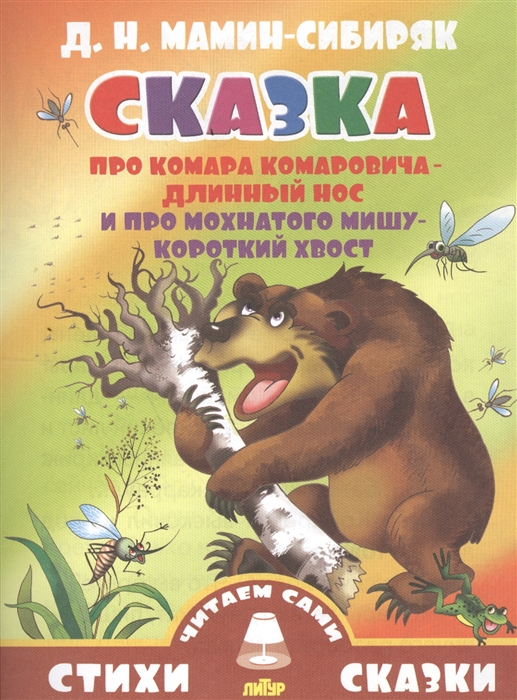 Д. Н. МАМИН-СИБИРЯК
СКАЗКА
ПРО КОМАРА КОМАРОВИЧА-
ДЛИННЫЙ НОС
И ПРО МОХНАТОГО МИШУ-
КОРОТКИЙ ХВОСТ
ЧИТАЕМ САМИ
СТИХИ
ЛИТУР
СКАЗКИ